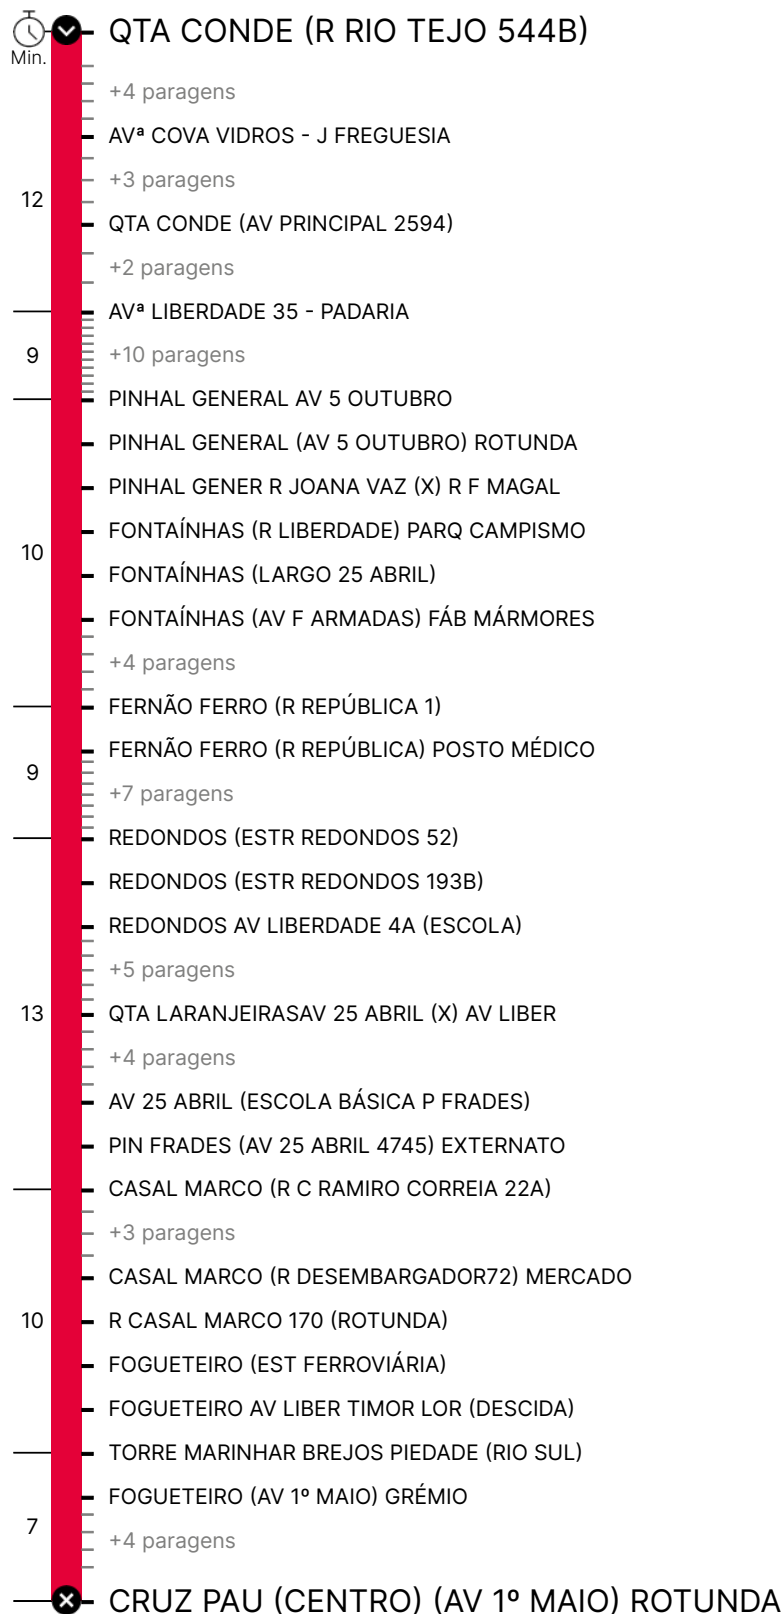 QTA CONDE (R RIO TEJO 544B)
Min.
+4 paragens
AVª COVA VIDROS - J FREGUESIA
+3 paragens
12
QTA CONDE (AV PRINCIPAL 2594)
+2 paragens
AVª LIBERDADE 35 - PADARIA
9
+10 paragens
PINHAL GENERAL AV 5 OUTUBRO
PINHAL GENERAL (AV 5 OUTUBRO) ROTUNDA
PINHAL GENER R JOANA VAZ (X) R F MAGAL
FONTAÍNHAS (R LIBERDADE) PARQ CAMPISMO
10
FONTAÍNHAS (LARGO 25 ABRIL)
FONTAÍNHAS (AV F ARMADAS) FÁB MÁRMORES
+4 paragens
FERNÃO FERRO (R REPÚBLICA 1)
FERNÃO FERRO (R REPÚBLICA) POSTO MÉDICO
9
+7 paragens
REDONDOS (ESTR REDONDOS 52)
REDONDOS (ESTR REDONDOS 193B)
REDONDOS AV LIBERDADE 4A (ESCOLA)
+5 paragens
13
QTA LARANJEIRASAV 25 ABRIL (X) AV LIBER
+4 paragens
AV 25 ABRIL (ESCOLA BÁSICA P FRADES)
PIN FRADES (AV 25 ABRIL 4745) EXTERNATO
CASAL MARCO (R C RAMIRO CORREIA 22A)
+3 paragens
CASAL MARCO (R DESEMBARGADOR72) MERCADO
10
R CASAL MARCO 170 (ROTUNDA)
FOGUETEIRO (EST FERROVIÁRIA)
FOGUETEIRO AV LIBER TIMOR LOR (DESCIDA)
TORRE MARINHAR BREJOS PIEDADE (RIO SUL)
FOGUETEIRO (AV 1º MAIO) GRÉMIO
7
+4 paragens
CRUZ PAU (CENTRO) (AV 1º MAIO) ROTUNDA